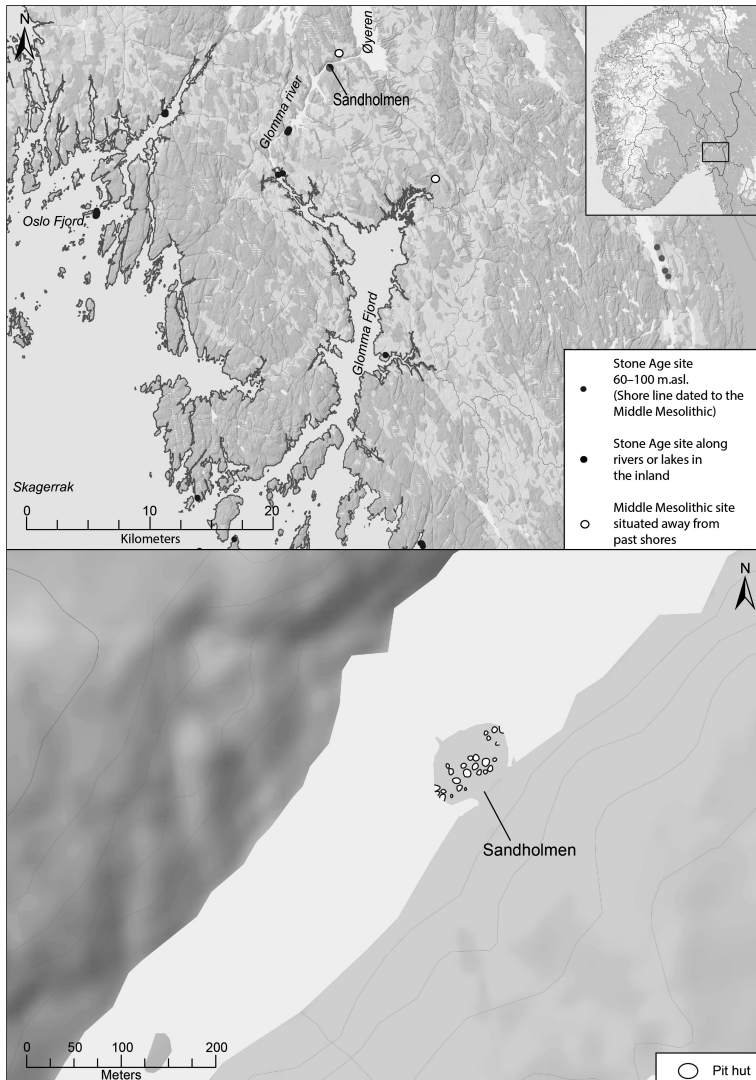 N
Øyeren
Sandholmen
Glomma river
Oslo Fjord
Glomma Fjord
Skagerrak
0 10 20
Kilometers
Stone Age site
60–100 m.asl.
(Shore line dated to the
Middle Mesolithic)
Stone Age site along
rivers or lakes in
the inland
Middle Mesolithic site
situated away from
past shores
N
Sandholmen
0 50 100 200
Meters
Pit hut